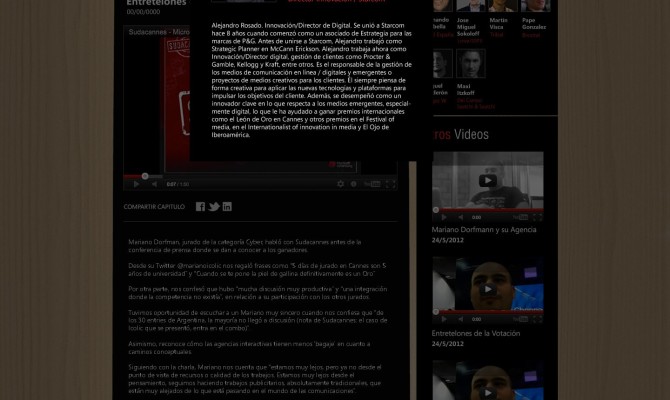 Entretelones
00/00/0000
Sudacannes - Micro
Alejandro Rosado. Innovación/Director de Digital. Se unió a Starcom
hace 8 años cuando comenzó como un asociado de Estrategia para las
marcas de P&G. Antes de unirse a Starcom, Alejandro trabajo como
Strategic Planner em McCann Erickson. Alejandro trabaja ahora como
Innovación/Director digital, gestión de clientes como Procter &
Gamble, Kellogg y Kraft, entre otros. Es el responsable de la gestión de
los medios de comunicación en línea / digitales y emergentes o
proyectos de medios creativos para los clientes. El siempre piensa de
forma creativa para aplicar las nuevas tecnologías y plataformas para
impulsar los objetivos del cliente. Además, se desempeñó como un
innovador clave en lo que respecta a los medios emergentes, especial-
mente digital, lo que le ha ayudado a ganar premios internacionales
como el León de Oro en Cannes y otros premios en el Festival of
media, en el Internationalist of innovation in media y El Ojo de
Iberoamérica.
0:07 / 1:50
YouTube
COMPARTIR CAPITULO
Mariano Dorfman, jurado de la categoría Cyber, habló con Sudacannes antes de la
conferencia de prensa donde se dan a conocer a los ganadores.
Desde su Twitter @marianoicolic nos regaló frases como "5 días de jurado en Cannes son 5
años de universidad" y "Cuando se te pone la piel de gallina definitivamente es un Oro"
Por otra parte, nos confesó que hubo "mucha discusión muy productiva" y "una integración
donde la competencia no existía", en relación a su participación con los otros jurados.
Tuvimos oportunidad de escuchar a un Mariano muy sincero cuando nos confiesa que "de
los 30 entries de Argentina, la mayoría no llegó a discusión (nota de Sudacannes: el caso de
Icolic que se presentó, entra en el combo)".
Asimismo, reconoce cómo las agencias interactivas tienen menos 'bagaje' en cuanto a
caminos conceptuales.
Siguiendo con la charla, Mariano nos cuenta que "estamos muy lejos, pero ya no desde el
punto de vista de recursos o calidad de los trabajos. Estamos muy lejos desde el
pensamiento, seguimos haciendo trabajos publicitarios, absolutamente tradicionales, que
están muy alejados de lo que está pasando en el mundo de las comunicaciones".
Jose
Miguel
Sokoloff
Martin
Vinca
Papo
Gonzalez
Maxi
Itzkoff
ros Videos
0:00
Mariano Dorfmann y su Agencia
24/5/2012
0:00
Entretelones de la Votación
24/5/2012